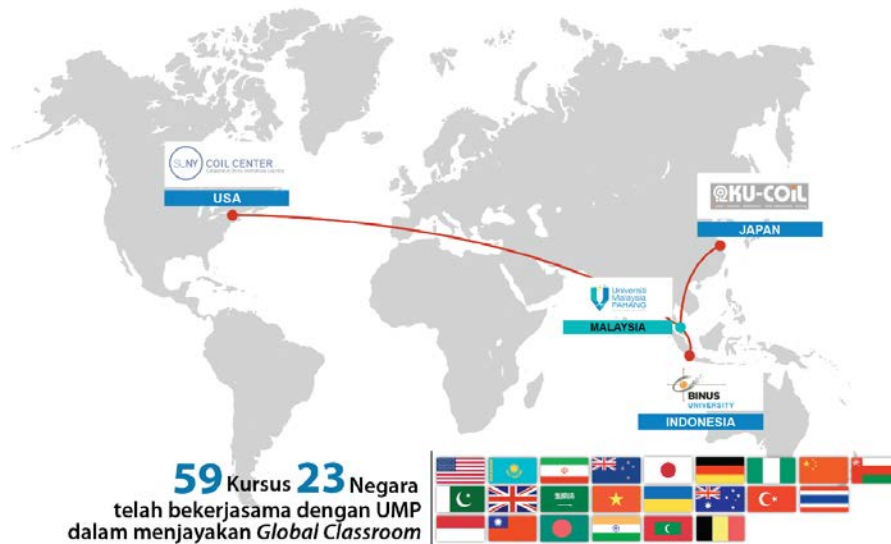 SUNY COIL CENTER
USA
KU-COIL
JAPAN
Universiti
Malaysia
PAHANG
MALAYSIA
BINUS
UNIVERSITY
INDONESIA
59 Kursus 23 Negara
telah bekerjasama dengan UMP
dalam menjayakan Global Classroom